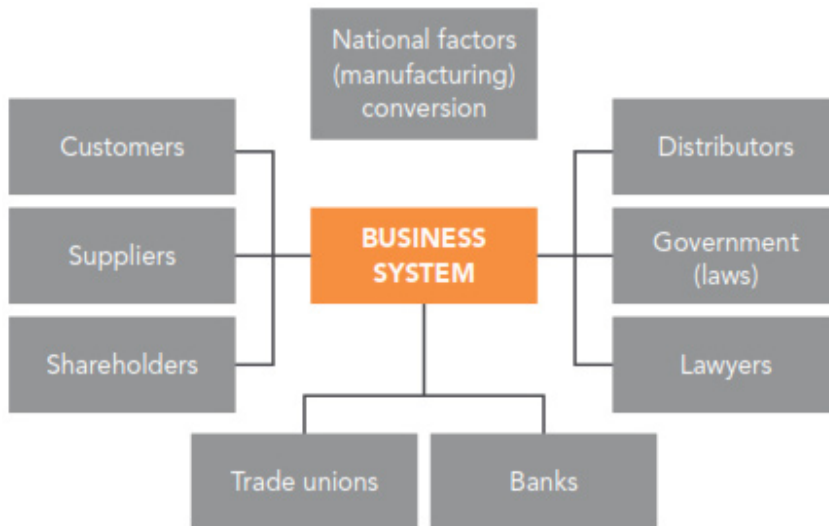 National factors
(manufacturing)
conversion
Customers
Distributors
BUSINESS
SYSTEM
Suppliers
Government
(laws)
Shareholders
Lawyers
Trade unions
Banks